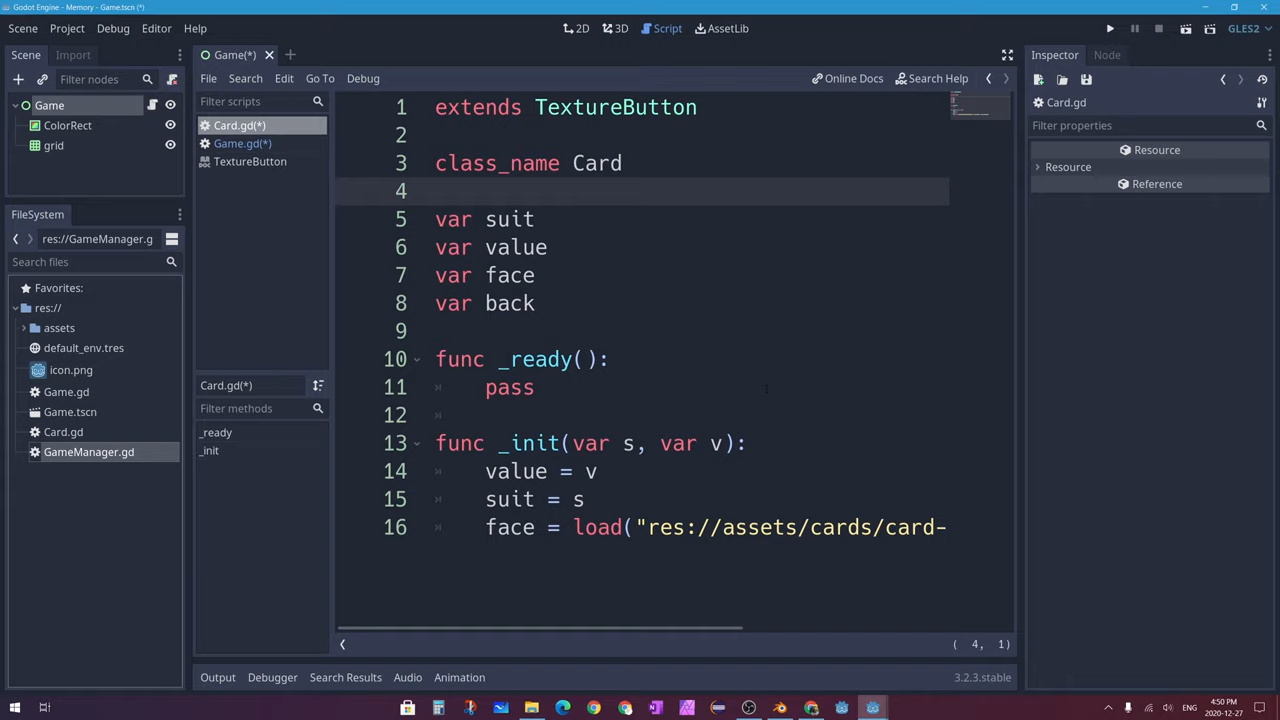 Godot Engine - Memory - Game.tscn (*)
Scene Project Debug Editor Help
2D 3D Script AssetLib
GLES2
Scene Import
Filter nodes
Game
ColorRect
grid
FileSystem
res://GameManager.g
Search files
Favorites:
res://
assets
default_env.tres
icon.png
Game.gd
Game.tscn
Card.gd
GameManager.gd
Game(*)
File Search Edit Go To Debug
Online Docs Search Help
Filter scripts
Card.gd(*)
Game.gd(*)
TextureButton
Card.gd(*)
Filter methods
_ready
_init
1 extends TextureButton
2
3 class_name Card
4
5 var suit
6 var value
7 var face
8 var back
9
10 func _ready():
11 pass
12
13 func _init(var s, var v):
14 value = v
15 suit = s
16 face = load("res://assets/cards/card-
( 4, 1)
Output Debugger Search Results Audio Animation
3.2.3.stable
Inspector Node
Card.gd
Filter properties
Resource
Resource
Reference
4:50 PM
2020-12-27